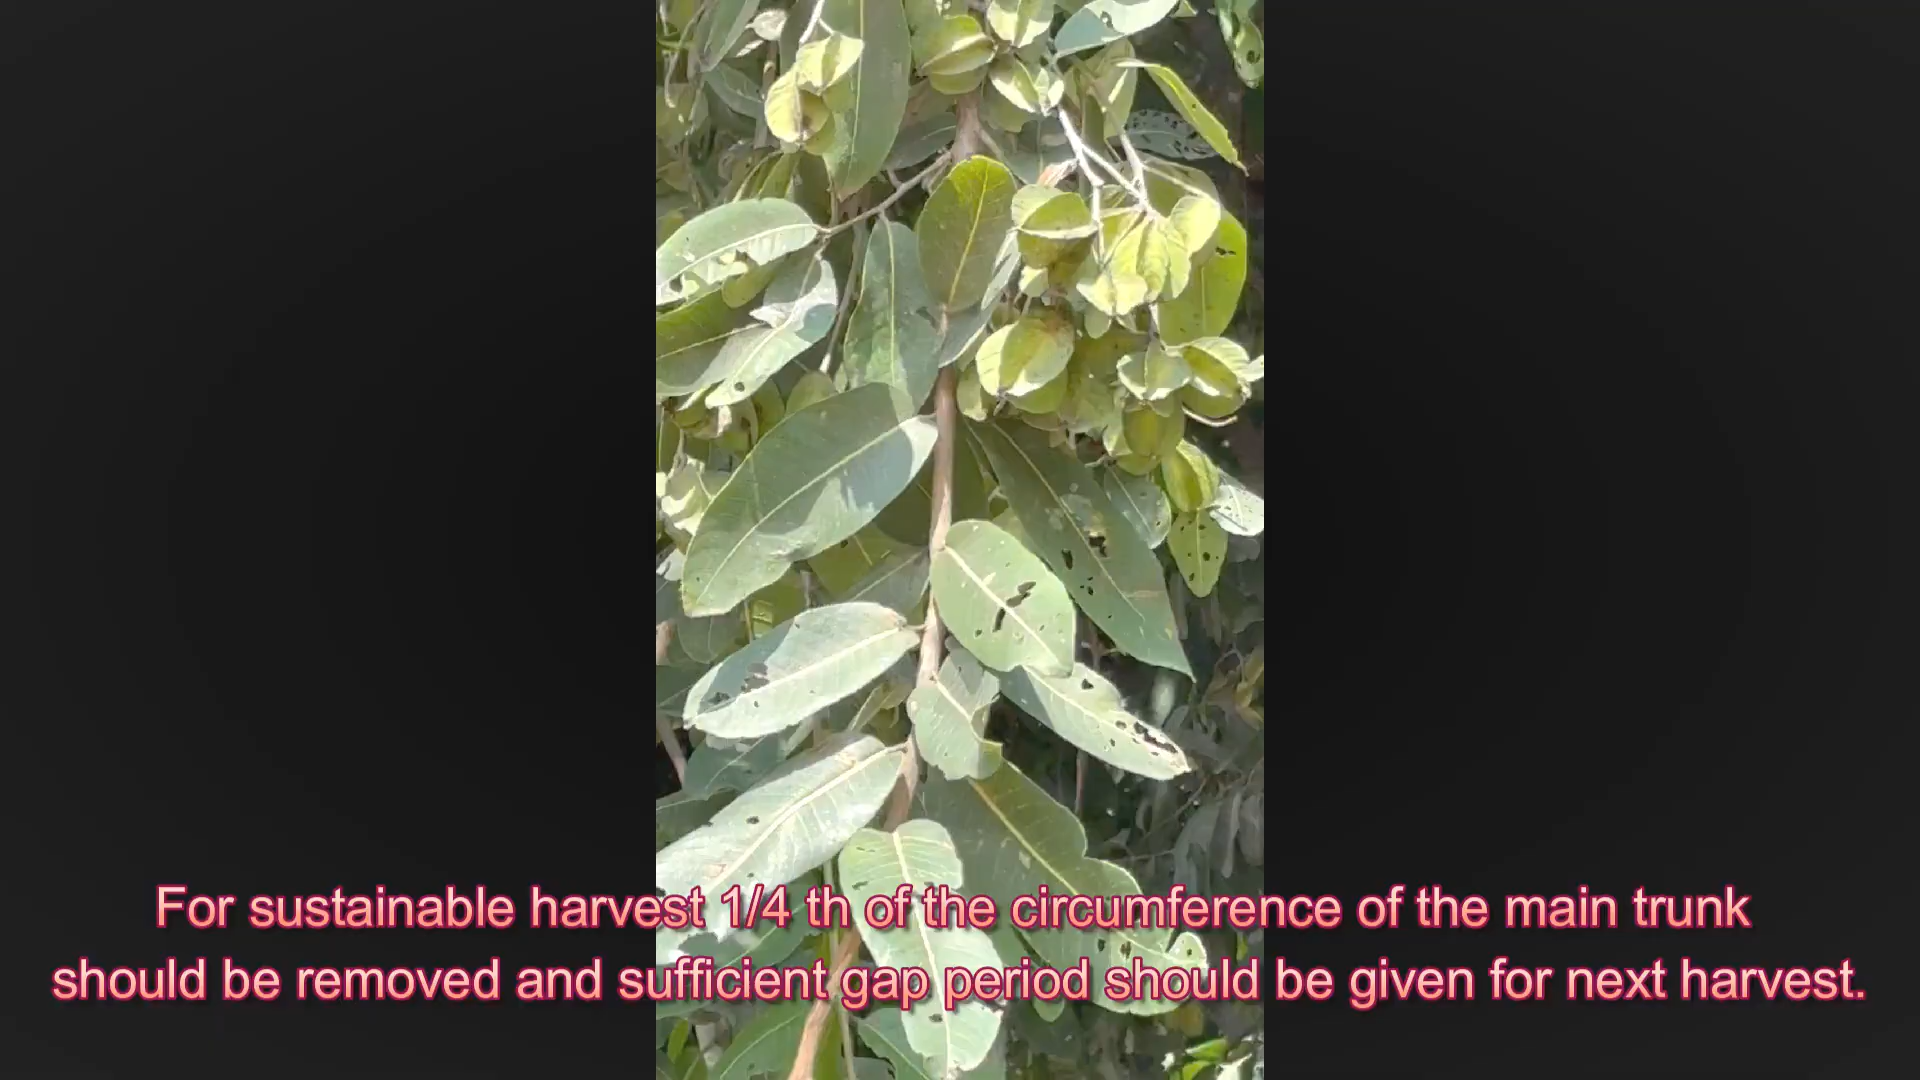 For sustainable harvest 1/4 th of the circumference of the main trunk
should be removed and sufficient gap period should be given for next harvest.